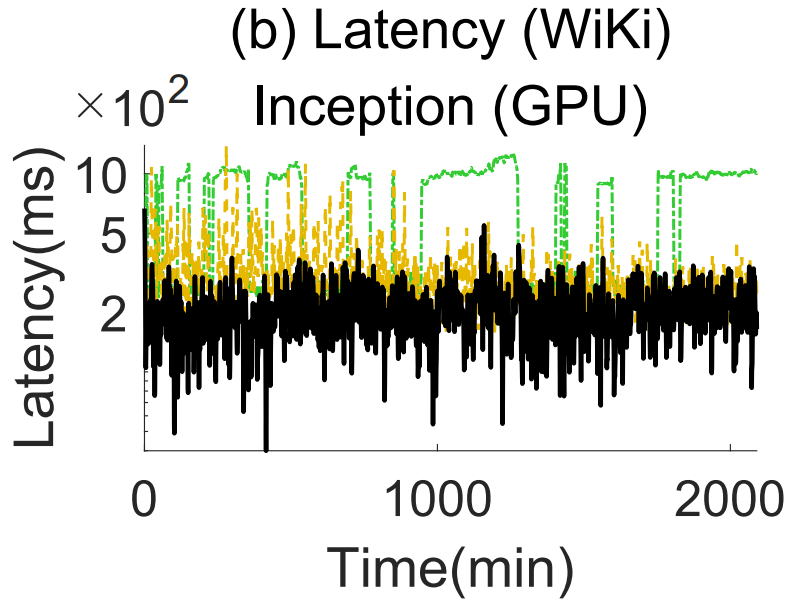 (b) Latency (WiKi)
Inception (GPU)
×10²
Latency(ms)
10
5
2
0 1000 2000
Time(min)